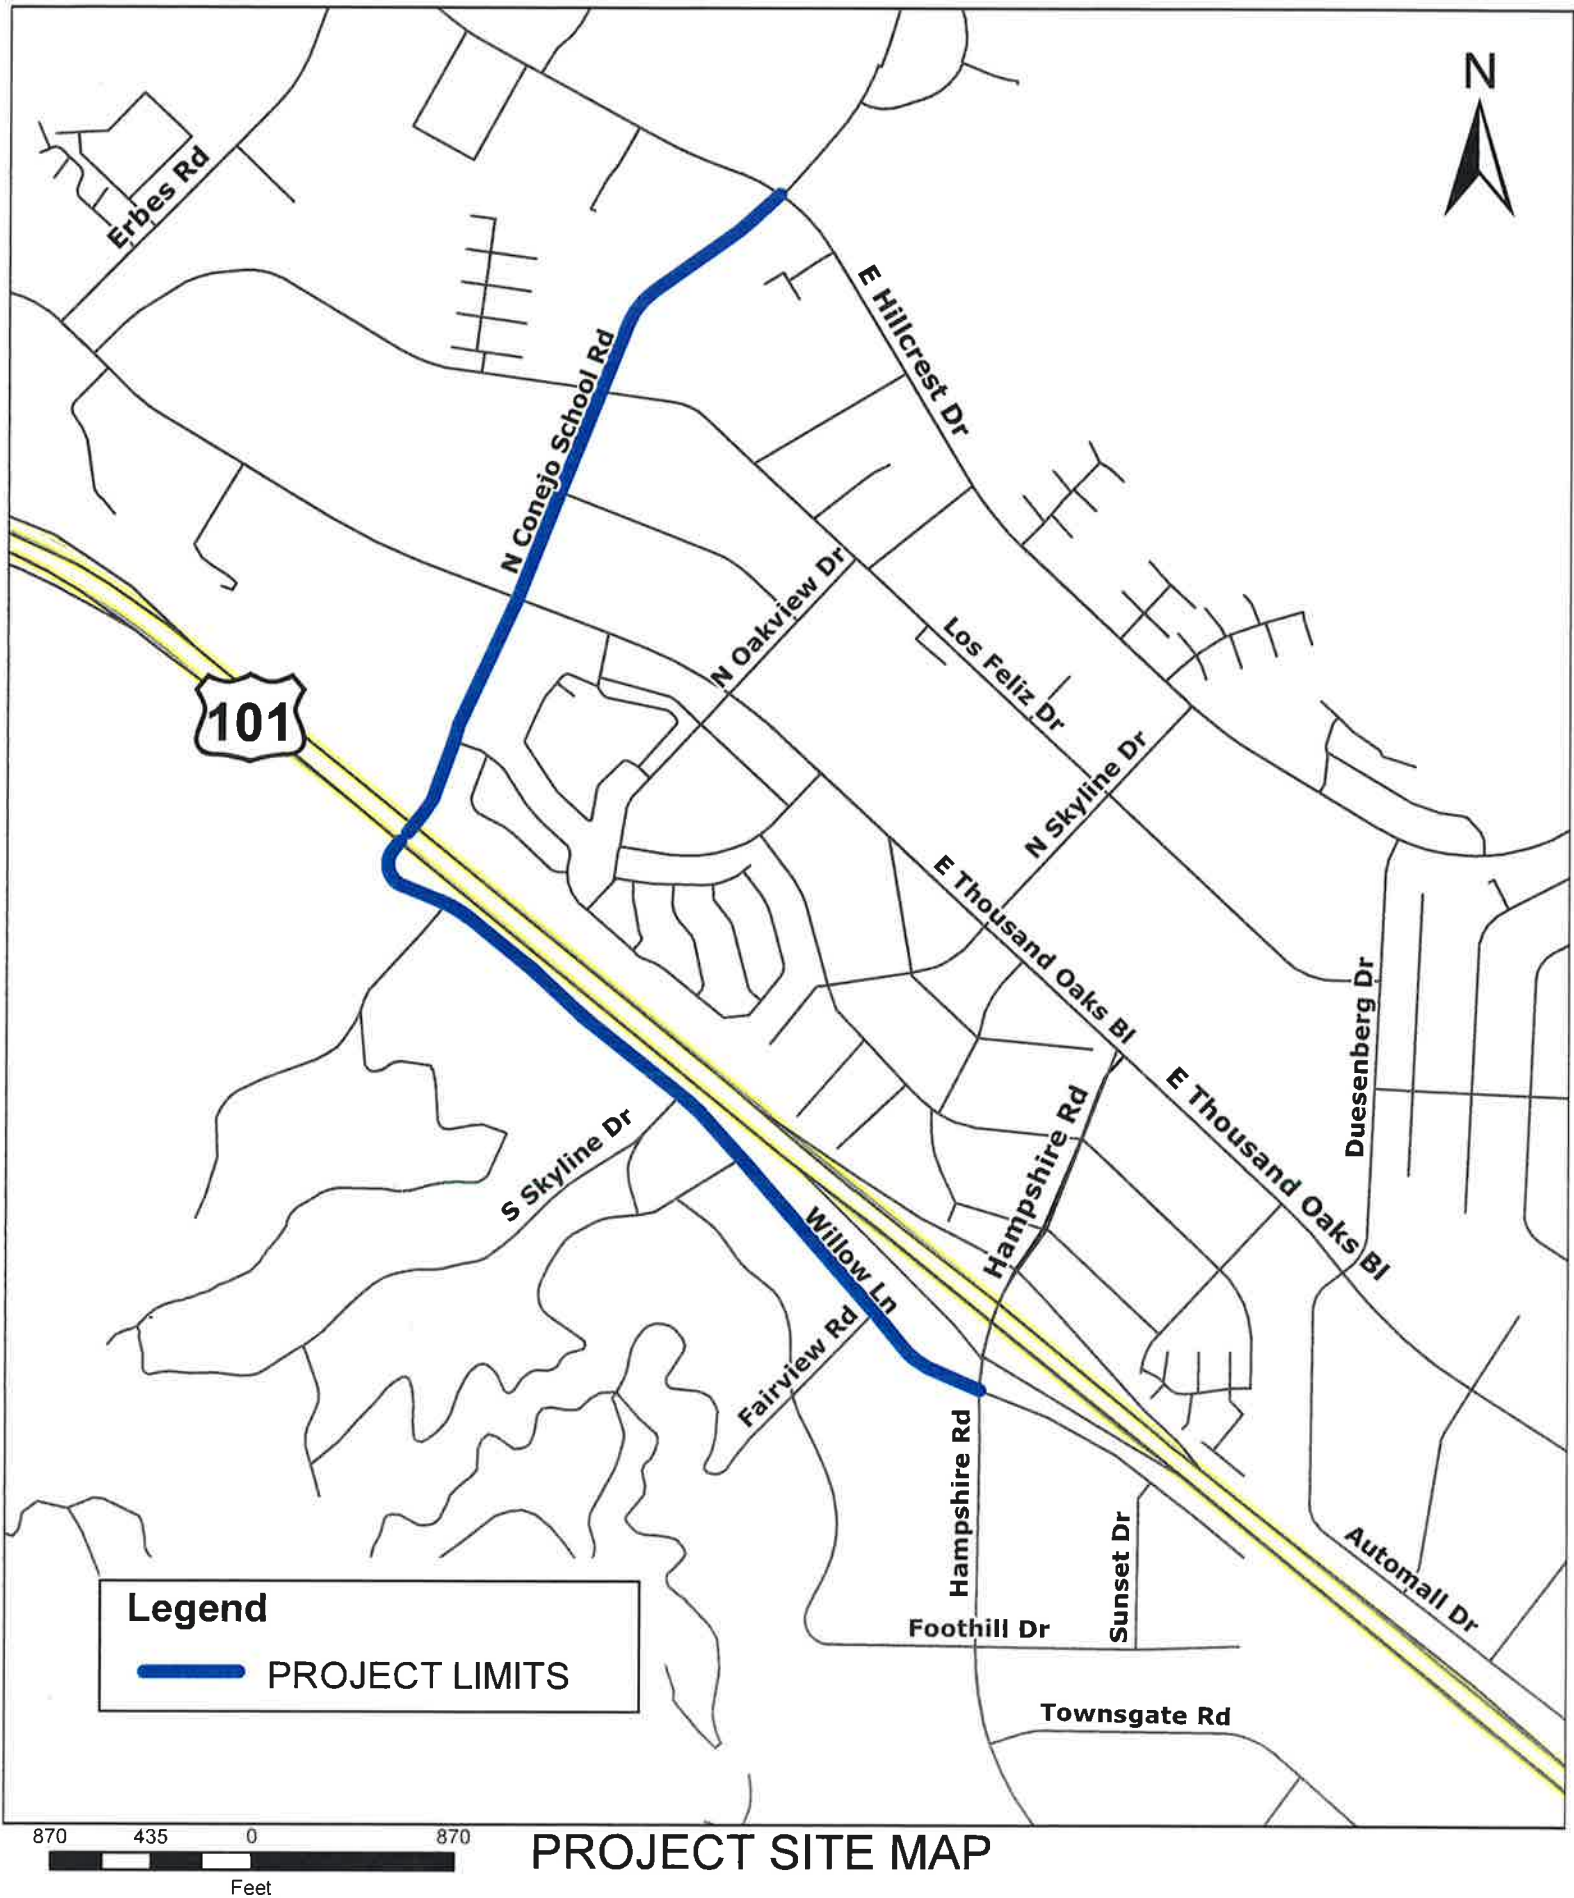 N
Erbes Rd
E Hillcrest Dr
N Conejo School Rd
N Oakview Dr
Los Feliz Dr
101
N Skyline Dr
E Thousand Oaks Bl
Duesenberg Dr
E Thousand Oaks Bl
Hampshire Rd
S Skyline Dr
Willow Ln
Fairview Rd
Hampshire Rd
Sunset Dr
Automall Dr
Foothill Dr
Townsgate Rd
Legend
PROJECT LIMITS
870 435 0 870
Feet
PROJECT SITE MAP